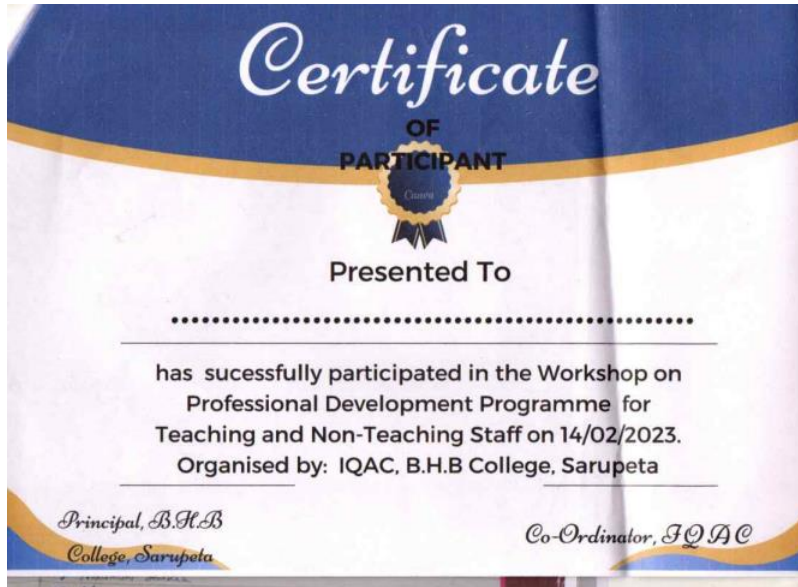 Certificate
OF
PARTICIPANT
Canva
Presented To
....................................................
has sucessfully participated in the Workshop on
Professional Development Programme for
Teaching and Non-Teaching Staff on 14/02/2023.
Organised by: IQAC, B.H.B College, Sarupeta
Principal, B.H.B
College, Sarupeta
Co-Ordinator, IQAC